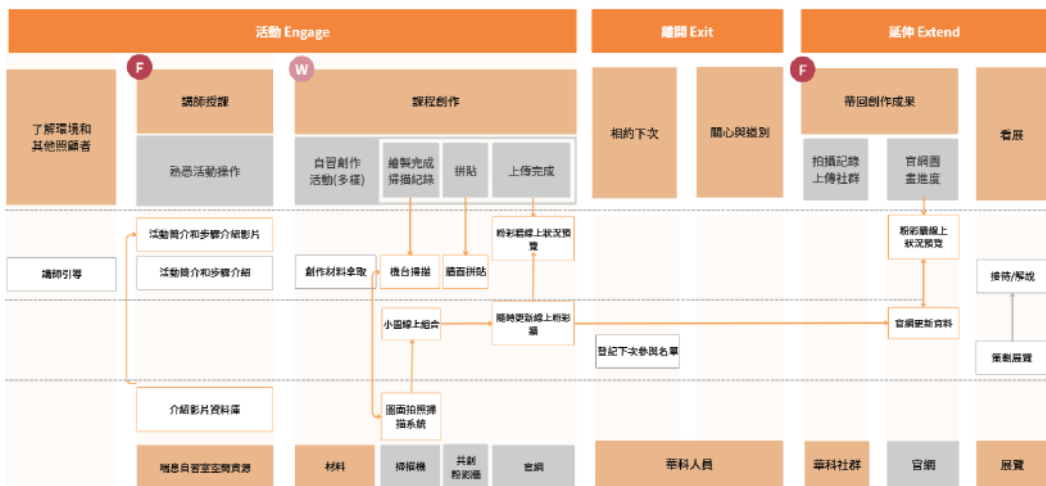 活動 Engage
離開 Exit
延伸 Extend
F
W
F
了解環境和
其他照顧者
講師授課
課程創作
相約下次
關心與道別
帶回創作成果
看展
熟悉活動操作
自習創作
活動(多樣)
繪製完成
掃描紀錄
拼貼
上傳完成
拍攝記錄
上傳社群
官網圖
畫進度
活動簡介和步驟介紹影片
粉彩牆線上狀況預
覽
粉彩牆線上
狀況預覽
講師引導
活動簡介和步驟介紹
創作材料拿取
機台掃描
牆面拼貼
接待/解說
小圖線上組合
隨時更新線上粉彩
牆
官網更新資料
登記下次參與名單
策劃展覽
介紹影片資料庫
圖面拍照掃
描系統
喘息自習室空間資源
材料
掃描機
共創
粉彩牆
官網
華科人員
華科社群
官網
展覽